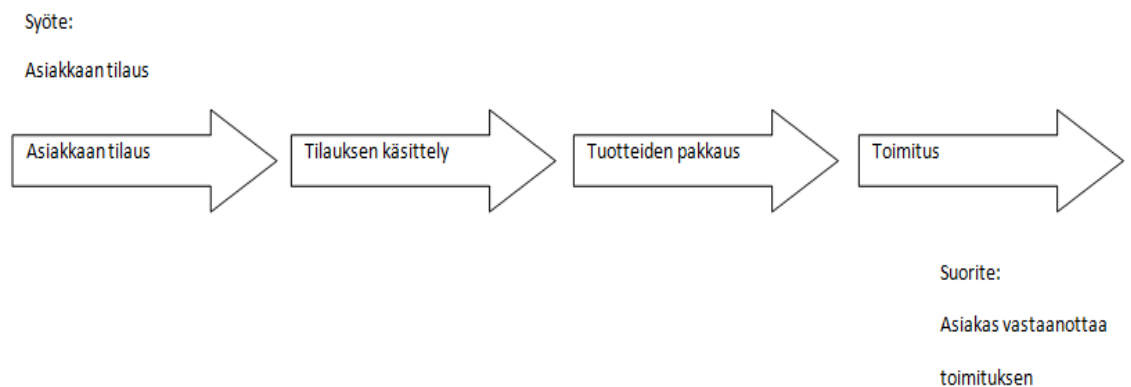 Syöte:
Asiakkaan tilaus
Asiakkaan tilaus
Tilauksen käsittely
Tuotteiden pakkaus
Toimitus
Suorite:
Asiakas vastaanottaa
toimituksen